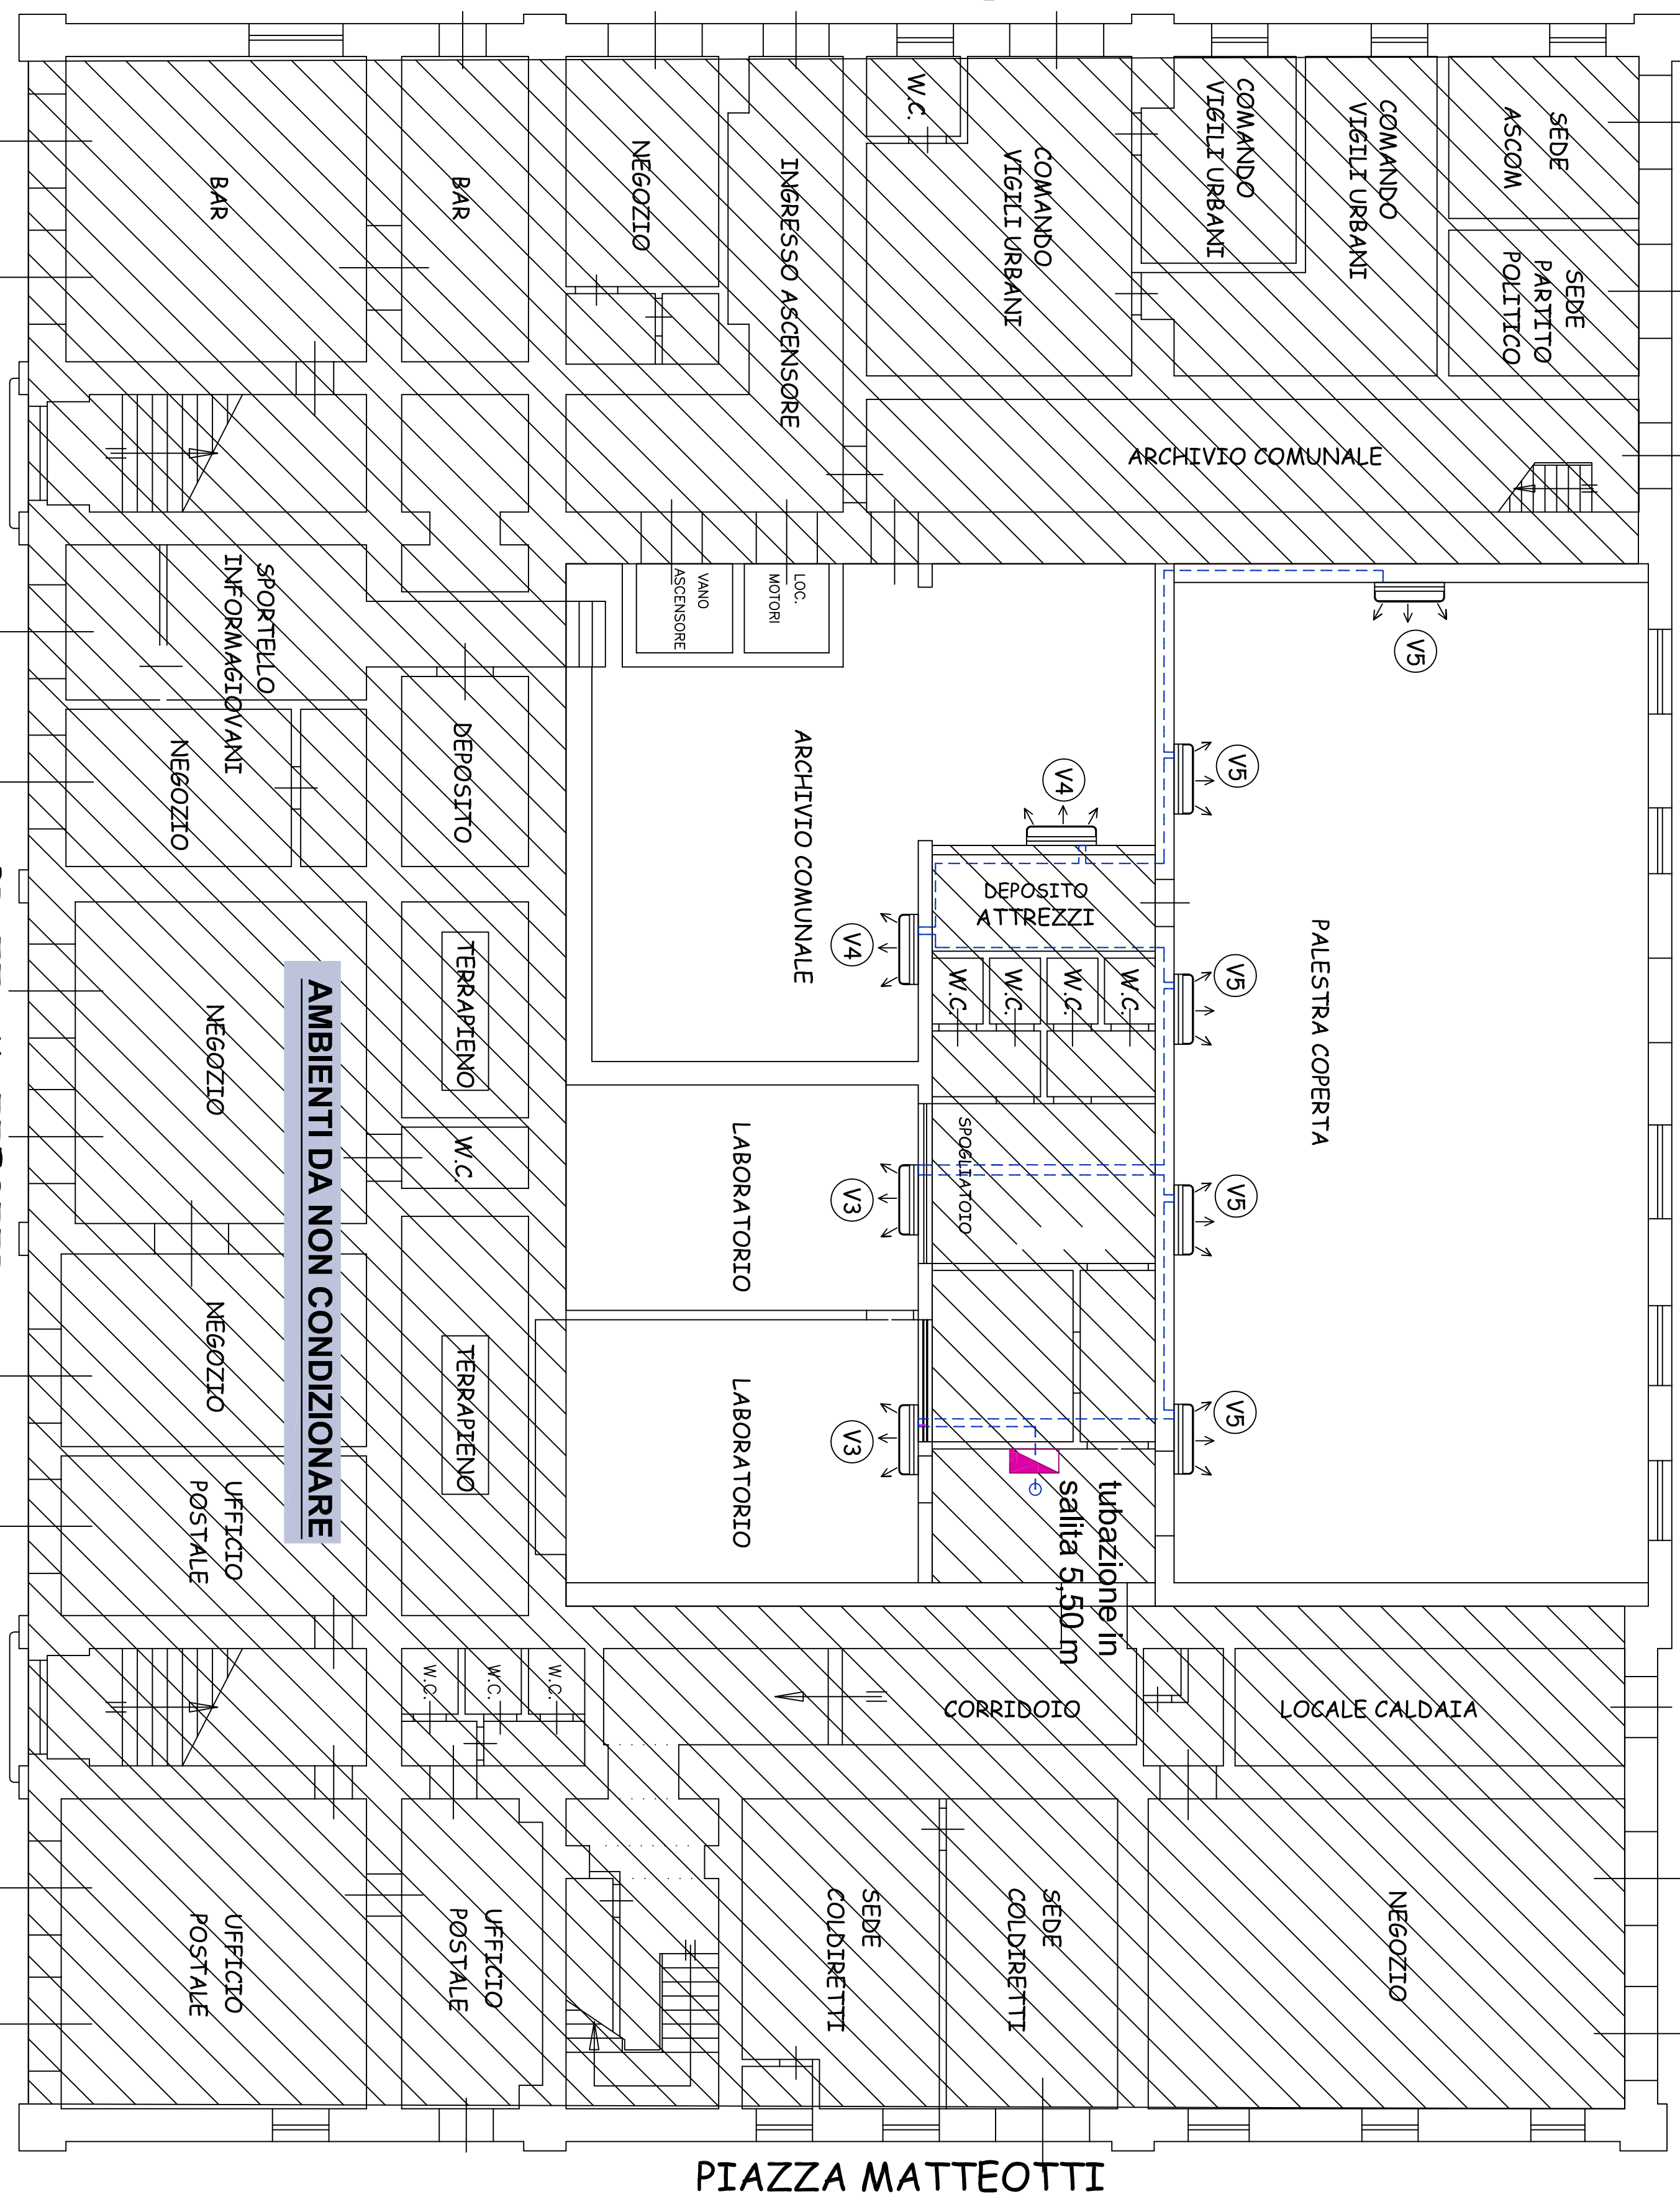 W.C.
COMANDO
VIGILI URBANI
COMANDO
VIGILI URBANI
SEDE
ASCOM
BAR
BAR
NEGOZIO
INGRESSO ASCENSORE
COMANDO
VIGILI URBANI
SEDE
PARTITO
POLITICO
ARCHIVIO COMUNALE
SPORTELLO
INFORMAGIOVANI
VANO
ASCENSORE
LOC.
MOTORI
V5
NEGOZIO
DEPOSITO
ARCHIVIO COMUNALE
V4
V5
DEPOSITO
ATTREZZI
V4
V5
W.C.
W.C.
W.C.
W.C.
PALESTRA COPERTA
TERRAPIENO
NEGOZIO
AMBIENTI DA NON CONDIZIONARE
W.C.
LABORATORIO
SPOGLIATOIO
V3
V5
NEGOZIO
TERRAPIENO
LABORATORIO
V3
V5
UFFICIO
POSTALE
tubazione in
salita 5,50 m
W.C.
W.C.
W.C.
CORRIDOIO
LOCALE CALDAIA
UFFICIO
POSTALE
UFFICIO
POSTALE
SEDE
COLDIRETTI
SEDE
COLDIRETTI
NEGOZIO
PIAZZA MATTEOTTI